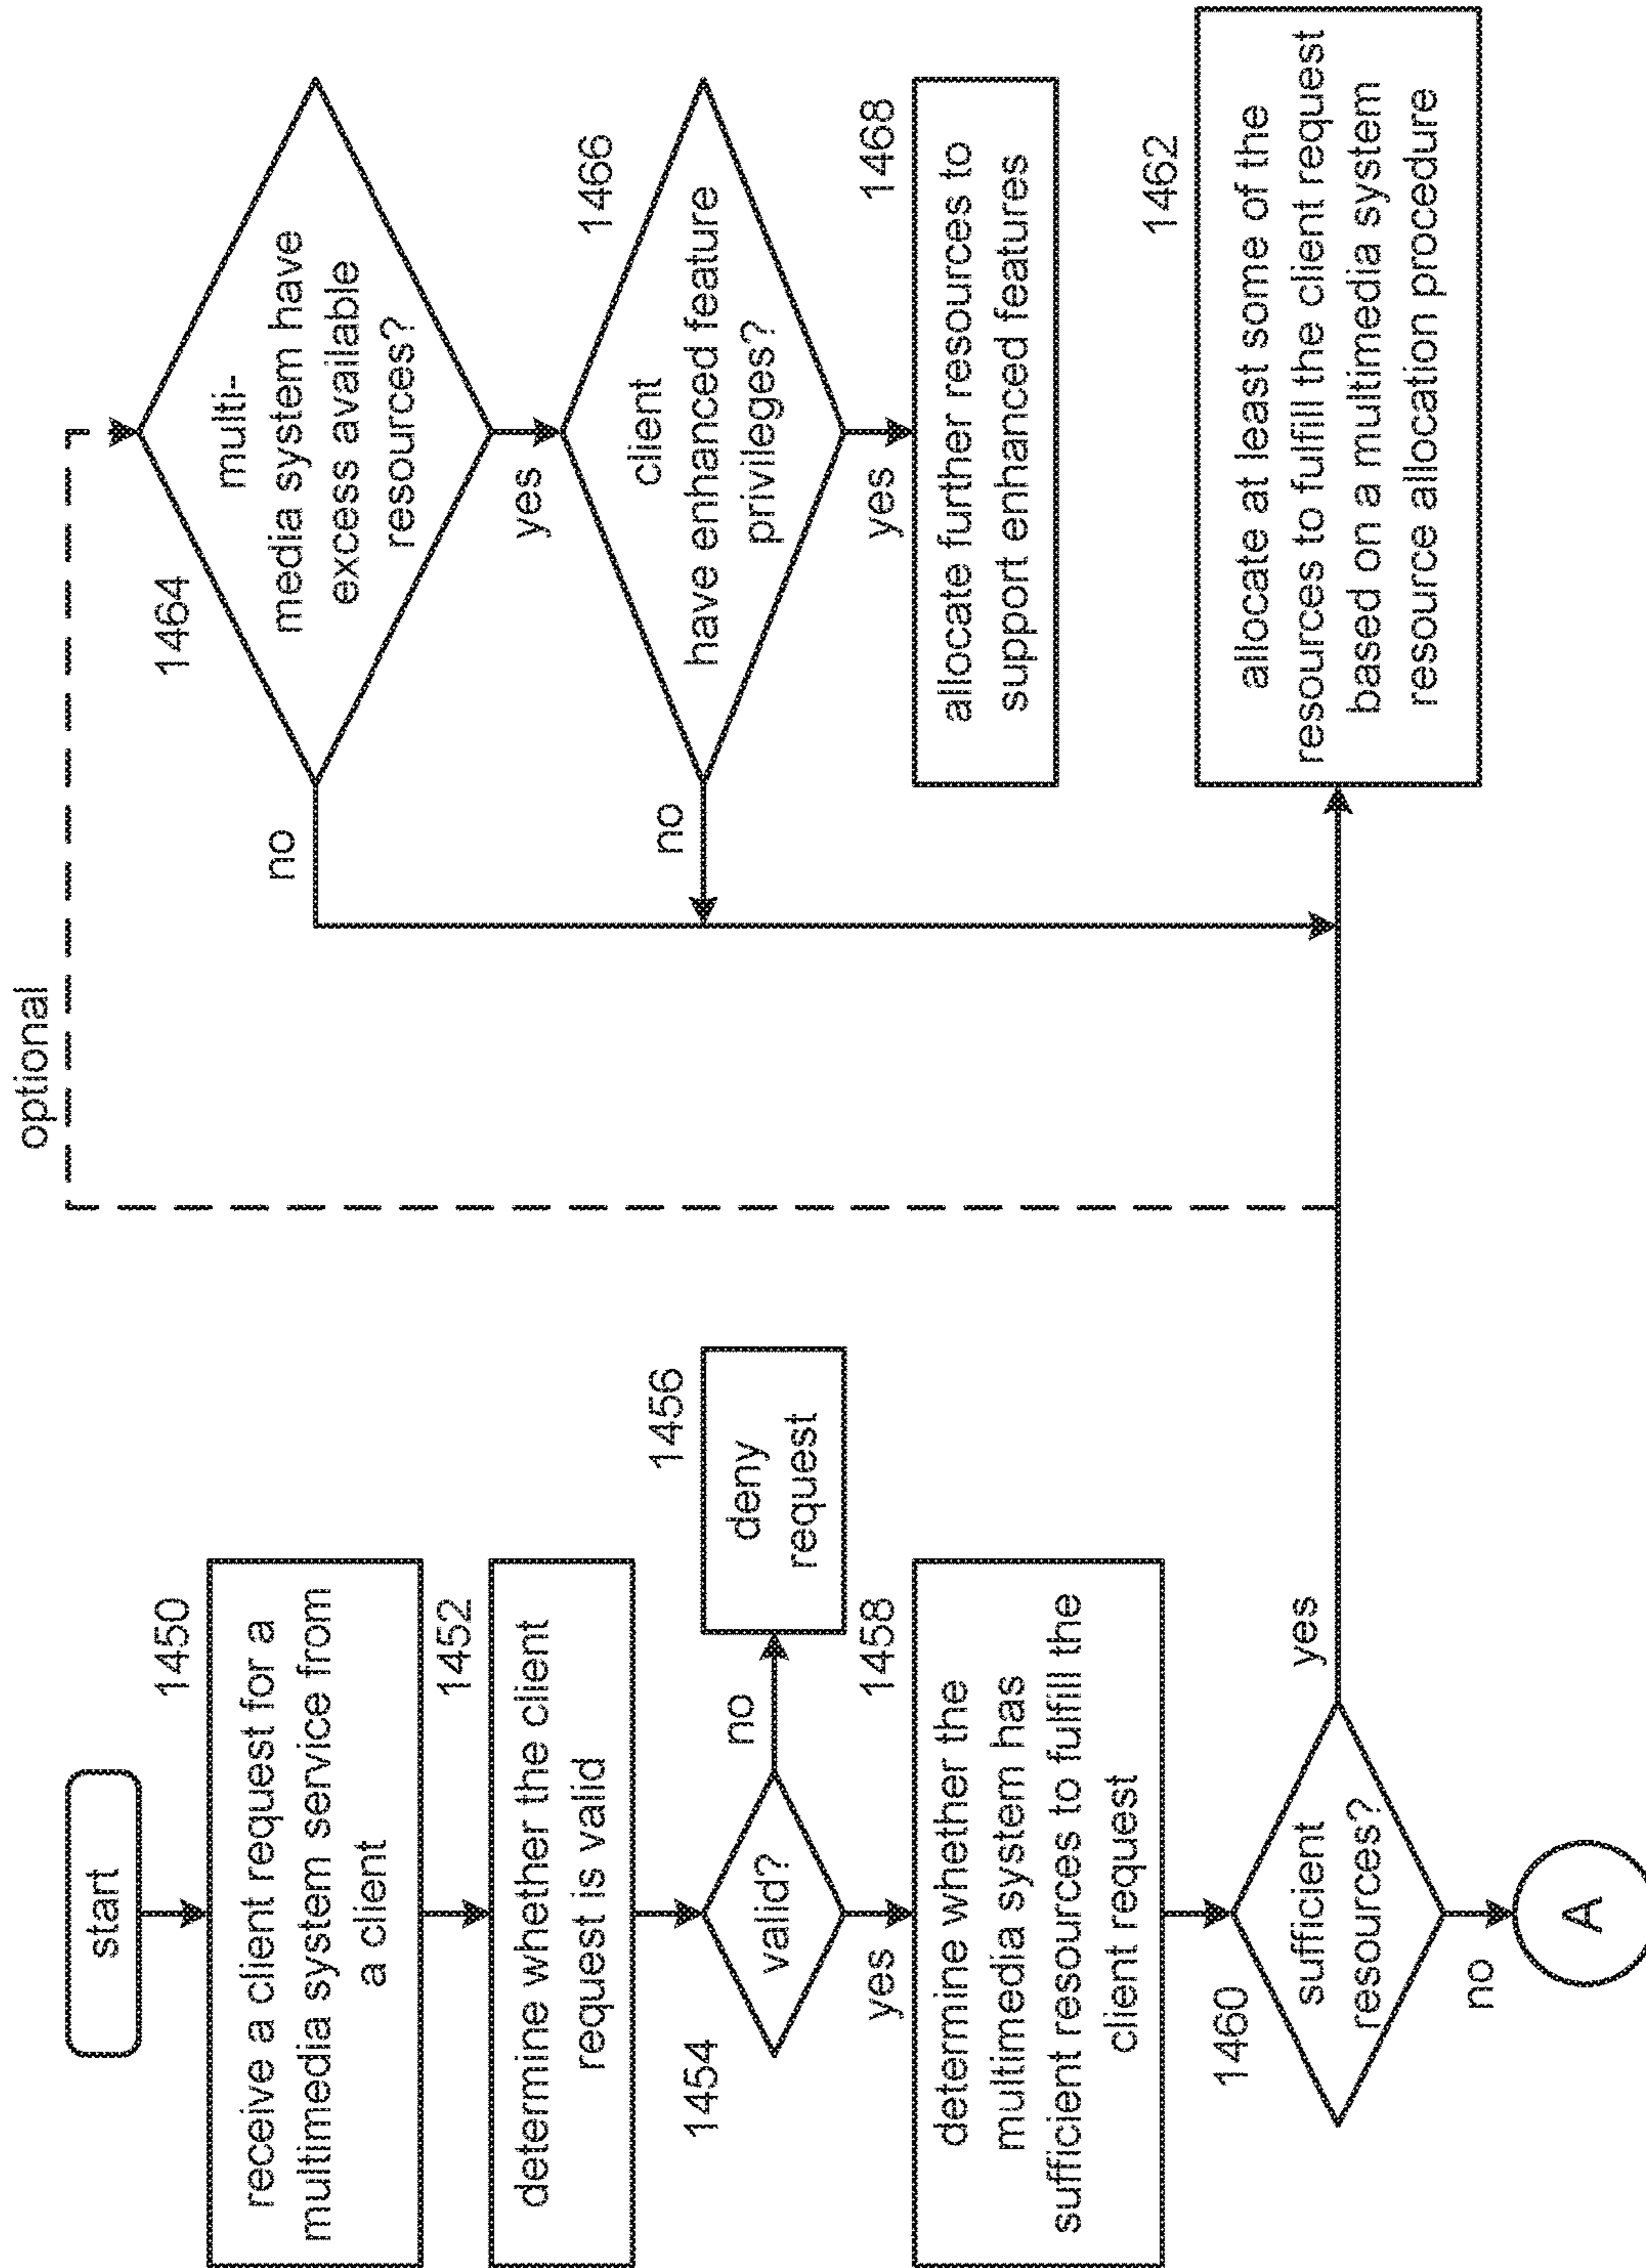 start
1450
receive a client request for a
multimedia system service from
a client
1452
determine whether the client
request is valid
1454
valid?
no
1456
deny
request
yes
1458
determine whether the
multimedia system has
sufficient resources to fulfill the
client request
1460
sufficient
resources?
yes
no
A
optional
1464
multi-
media system have
excess available
resources?
no
yes
1466
client
have enhanced feature
privileges?
no
yes
1468
allocate further resources to
support enhanced features
1462
allocate at least some of the
resources to fulfill the client request
based on a multimedia system
resource allocation procedure